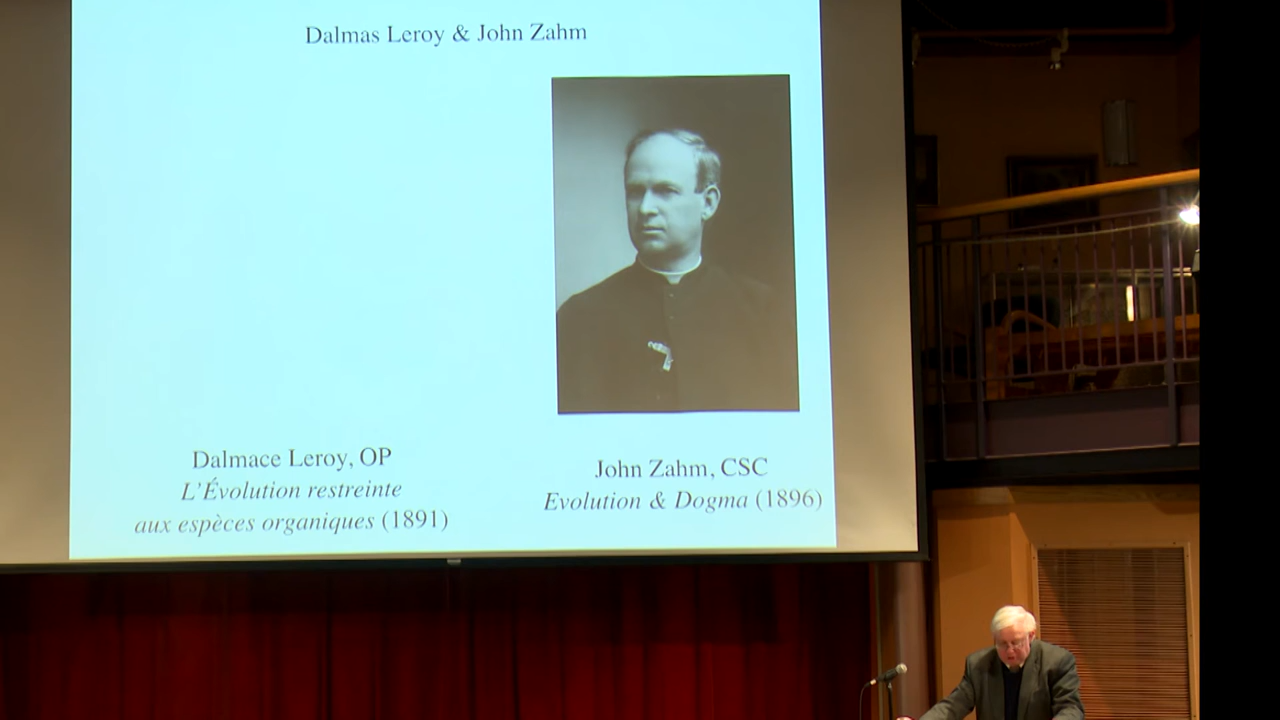 Dalmas Leroy & John Zahm
Dalmace Leroy, OP
L'Évolution restreinte
aux espèces organiques (1891)
John Zahm, CSC
Evolution & Dogma (1896)